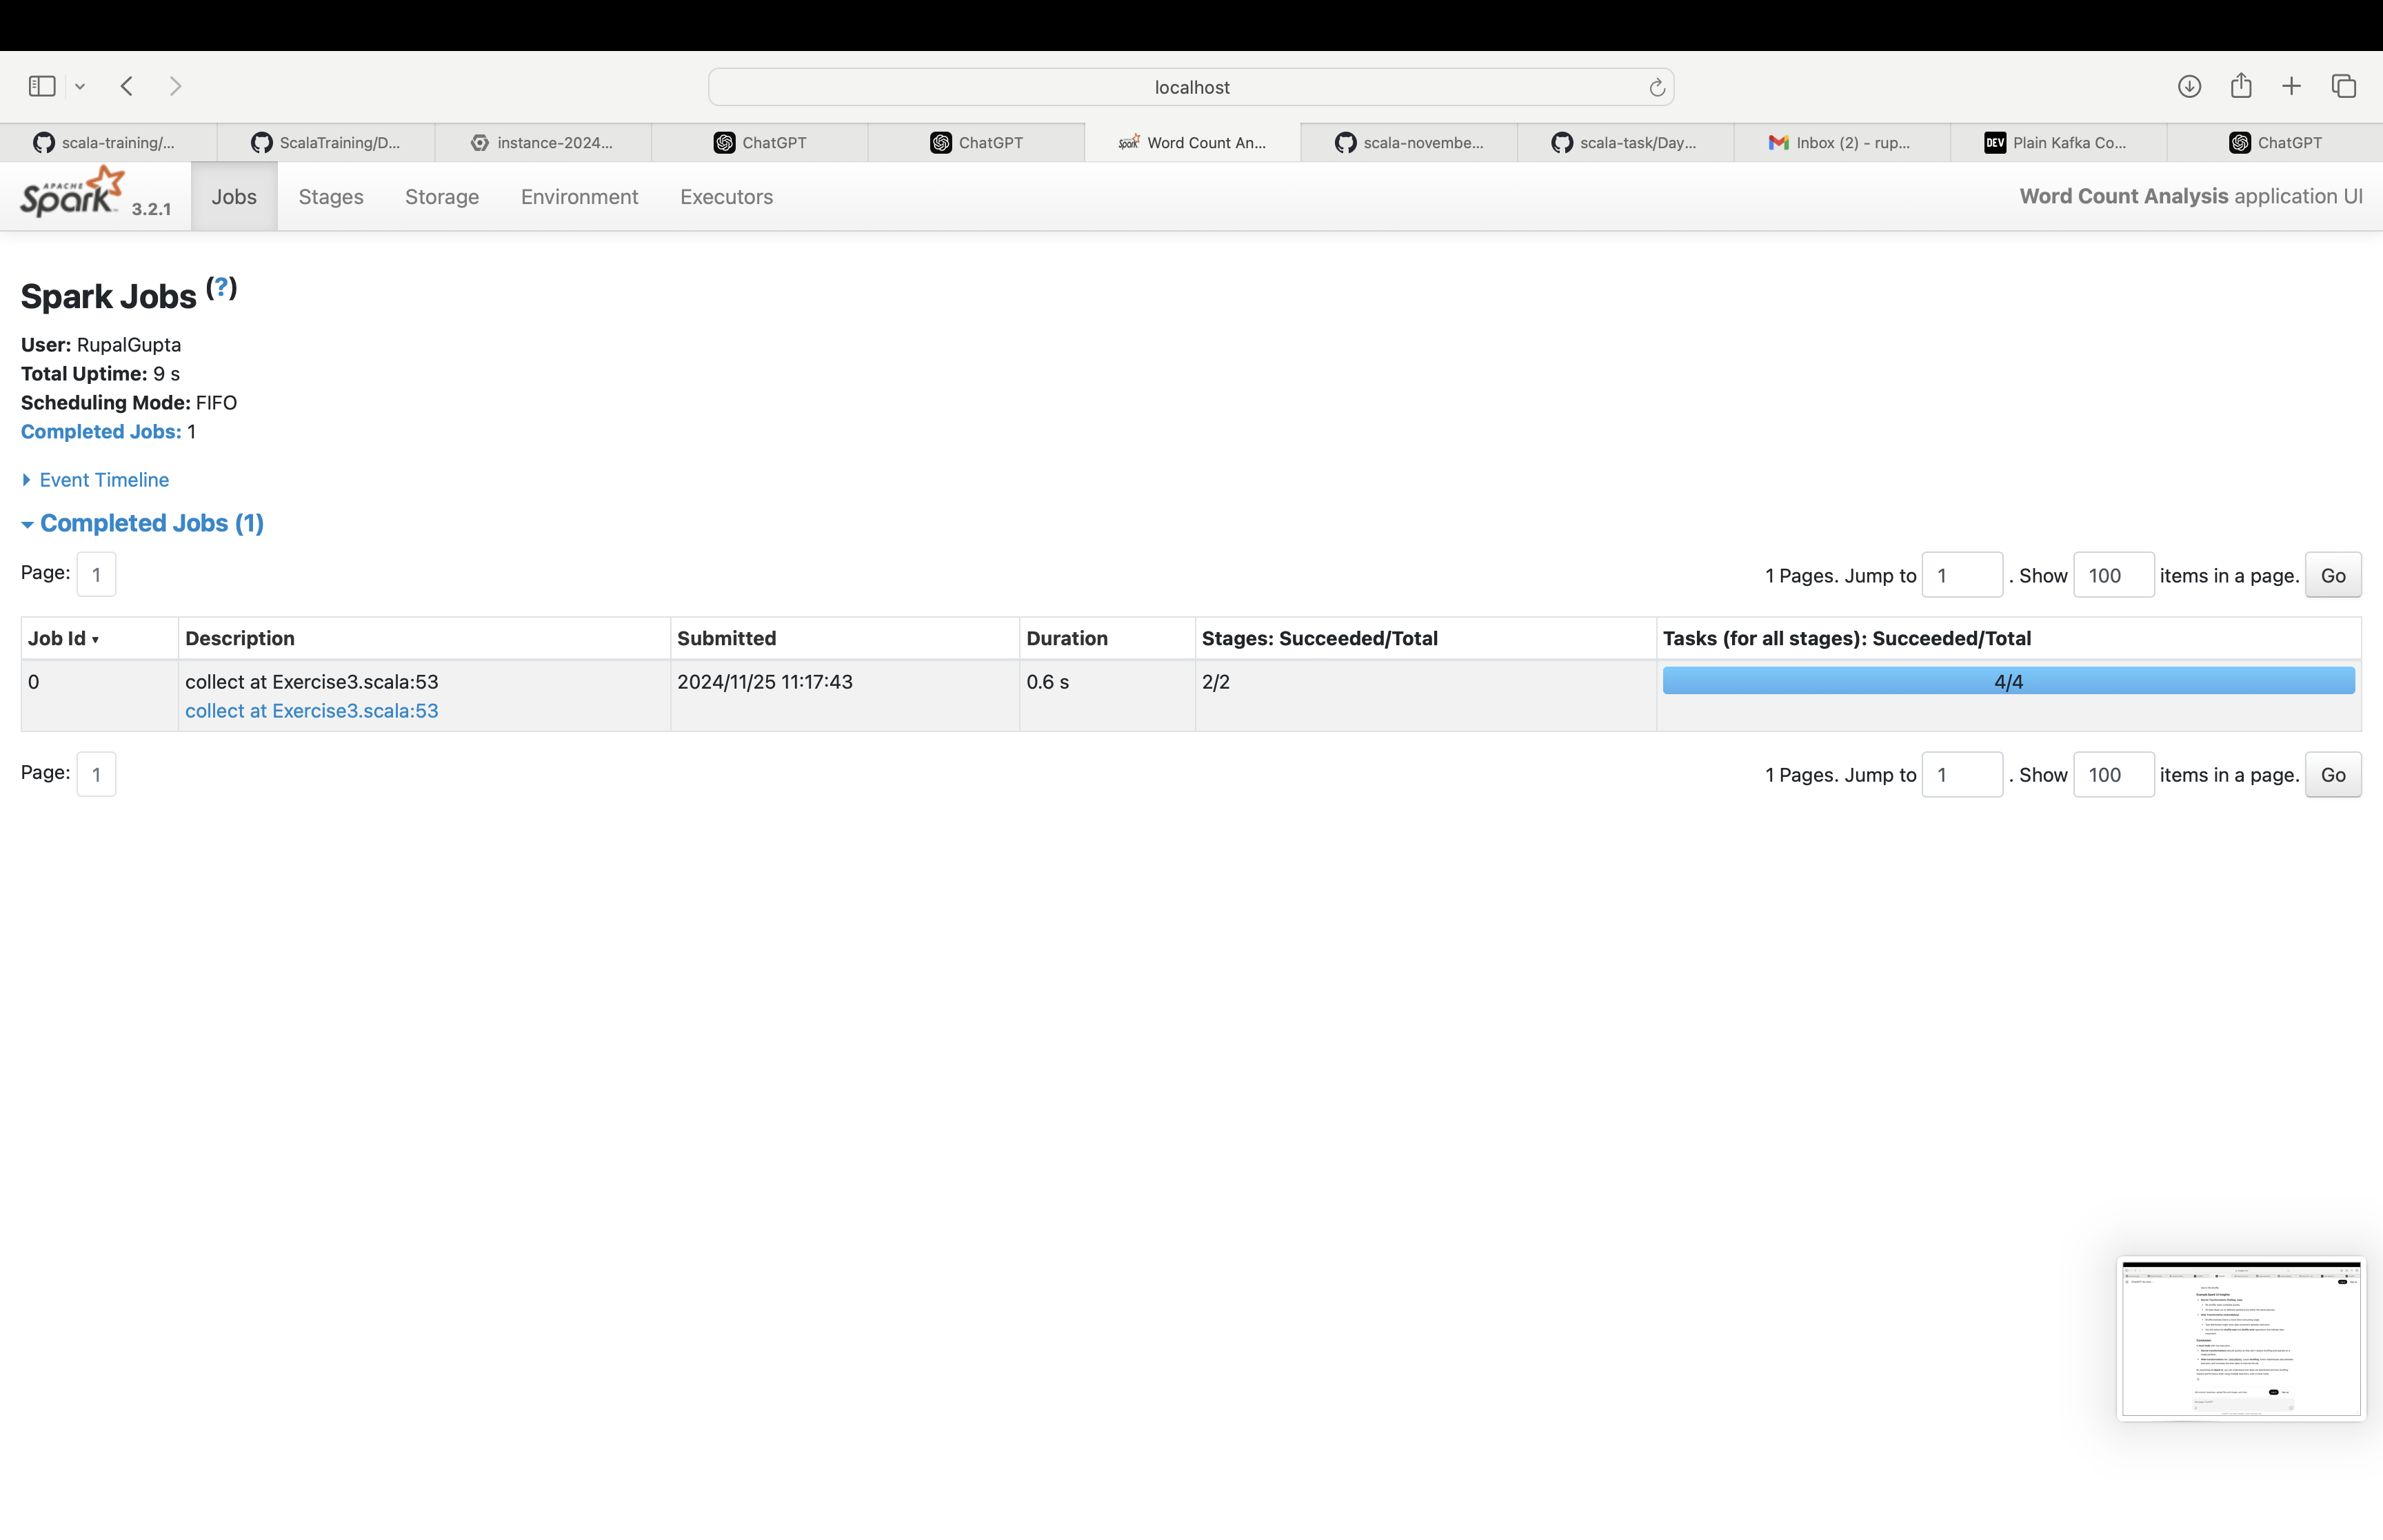 localhost
scala-training/...
ScalaTraining/D...
instance-2024...
ChatGPT
ChatGPT
Word Count An...
scala-novembe...
scala-task/Day...
Inbox (2) - rup...
DEV Plain Kafka Co...
ChatGPT
APACHE Spark 3.2.1 Jobs Stages Storage Environment Executors Word Count Analysis application UI
Spark Jobs (?)
User: RupalGupta
Total Uptime: 9 s
Scheduling Mode: FIFO
Completed Jobs: 1
Event Timeline
Completed Jobs (1)
Page: 1 1 Pages. Jump to 1 . Show 100 items in a page. Go
Job Id ▾ Description Submitted Duration Stages: Succeeded/Total Tasks (for all stages): Succeeded/Total
0 collect at Exercise3.scala:53 2024/11/25 11:17:43 0.6 s 2/2 4/4
collect at Exercise3.scala:53
Page: 1 1 Pages. Jump to 1 . Show 100 items in a page. Go